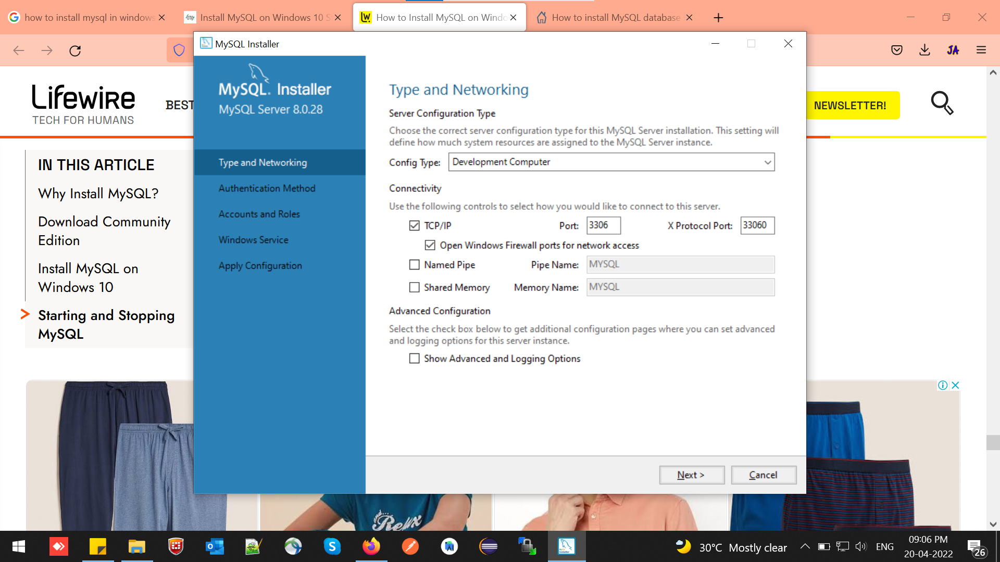 how to install mysql in windows
Install MySQL on Windows 10 S
How to Install MySQL on Windo
How to install MySQL database
MySQL Installer
JA
Lifewire
TECH FOR HUMANS
BEST
NEWSLETTER!
MySQL. Installer
MySQL Server 8.0.28
Type and Networking
Authentication Method
Accounts and Roles
Windows Service
Apply Configuration
Type and Networking
Server Configuration Type
Choose the correct server configuration type for this MySQL Server installation. This setting will
define how much system resources are assigned to the MySQL Server instance.
Config Type: Development Computer
Connectivity
Use the following controls to select how you would like to connect to this server.
TCP/IP Port: 3306 X Protocol Port: 33060
Open Windows Firewall ports for network access
Named Pipe Pipe Name: MYSQL
Shared Memory Memory Name: MYSQL
Advanced Configuration
Select the check box below to get additional configuration pages where you can set advanced
and logging options for this server instance.
Show Advanced and Logging Options
Next > Cancel
IN THIS ARTICLE
Why Install MySQL?
Download Community
Edition
Install MySQL on
Windows 10
> Starting and Stopping
MySQL
Relax
30°C Mostly clear
ENG
09:06 PM
20-04-2022
26